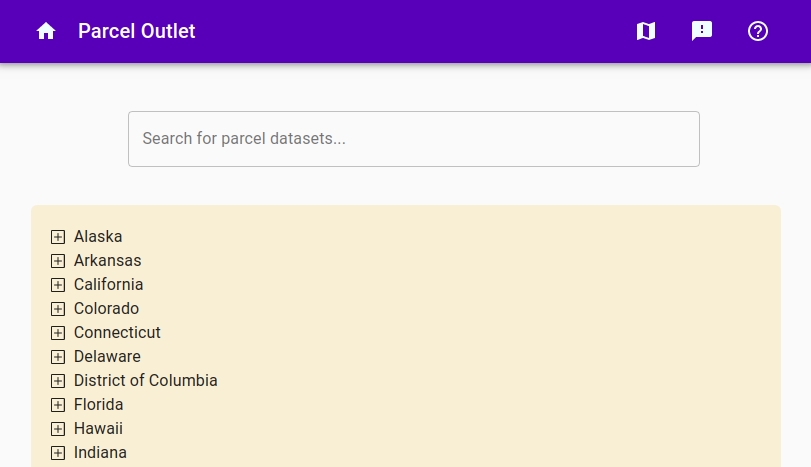 Parcel Outlet
Search for parcel datasets...
Alaska
Arkansas
California
Colorado
Connecticut
Delaware
District of Columbia
Florida
Hawaii
Indiana